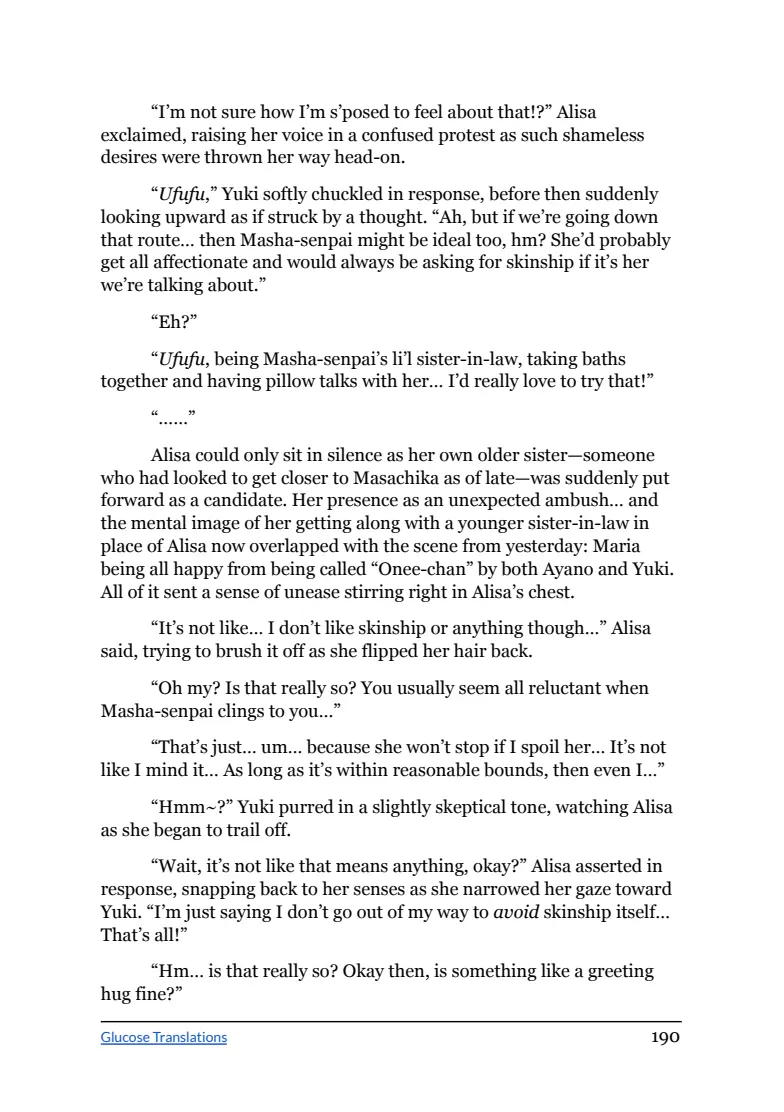 “I’m not sure how I’m s’posed to feel about that!?” Alisa
exclaimed, raising her voice in a confused protest as such shameless
desires were thrown her way head-on.
“Ufufu,” Yuki softly chuckled in response, before then suddenly
looking upward as if struck by a thought. “Ah, but if we’re going down
that route… then Masha-senpai might be ideal too, hm? She’d probably
get all affectionate and would always be asking for skinship if it’s her
we’re talking about.”
“Eh?”
“Ufufu, being Masha-senpai’s li’l sister-in-law, taking baths
together and having pillow talks with her… I’d really love to try that!”
“……”
Alisa could only sit in silence as her own older sister—someone
who had looked to get closer to Masachika as of late—was suddenly put
forward as a candidate. Her presence as an unexpected ambush… and
the mental image of her getting along with a younger sister-in-law in
place of Alisa now overlapped with the scene from yesterday: Maria
being all happy from being called “Onee-chan” by both Ayano and Yuki.
All of it sent a sense of unease stirring right in Alisa’s chest.
“It’s not like… I don’t like skinship or anything though…” Alisa
said, trying to brush it off as she flipped her hair back.
“Oh my? Is that really so? You usually seem all reluctant when
Masha-senpai clings to you…”
“That’s just… um… because she won’t stop if I spoil her… It’s not
like I mind it… As long as it’s within reasonable bounds, then even I…”
“Hmm~?” Yuki purred in a slightly skeptical tone, watching Alisa
as she began to trail off.
“Wait, it’s not like that means anything, okay?” Alisa asserted in
response, snapping back to her senses as she narrowed her gaze toward
Yuki. “I’m just saying I don’t go out of my way to avoid skinship itself…
That’s all!”
“Hm… is that really so? Okay then, is something like a greeting
hug fine?”
Glucose Translations 190